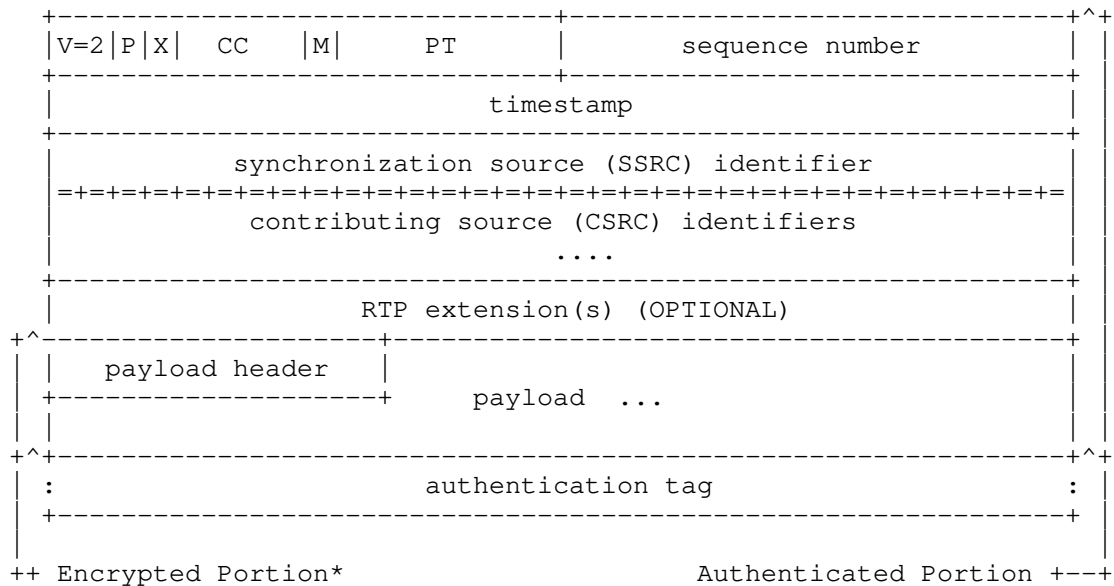 V=2 P X CC M PT sequence number
timestamp
synchronization source (SSRC) identifier
contributing source (CSRC) identifiers
....
RTP extension(s) (OPTIONAL)
payload header
payload ...
authentication tag
Encrypted Portion* Authenticated Portion